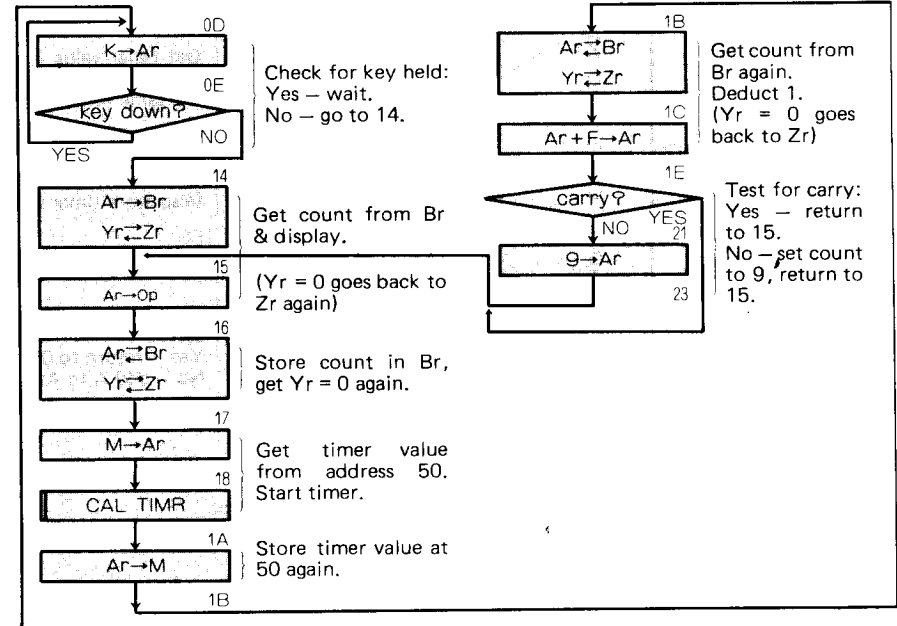 0D
K→Ar
0E
key down?
YES
NO
Check for key held:
Yes – wait.
No – go to 14.
14
Ar→Br
Yr⇄Zr
Get count from Br
& display.
(Yr = 0 goes back to
Zr again)
15
Ar→Op
16
Ar⇄Br
Yr⇄Zr
Store count in Br,
get Yr = 0 again.
17
M→Ar
18
CAL TIMR
Get timer value
from address 50.
Start timer.
1A
Ar→M
Store timer value at
50 again.
1B
1B
Ar⇄Br
Yr⇄Zr
Get count from
Br again.
Deduct 1.
(Yr = 0 goes
back to Zr)
1C
Ar+F→Ar
1E
carry?
YES
NO
Test for carry:
Yes – return
to 15.
No – set count
to 9, return to
15.
21
9→Ar
23